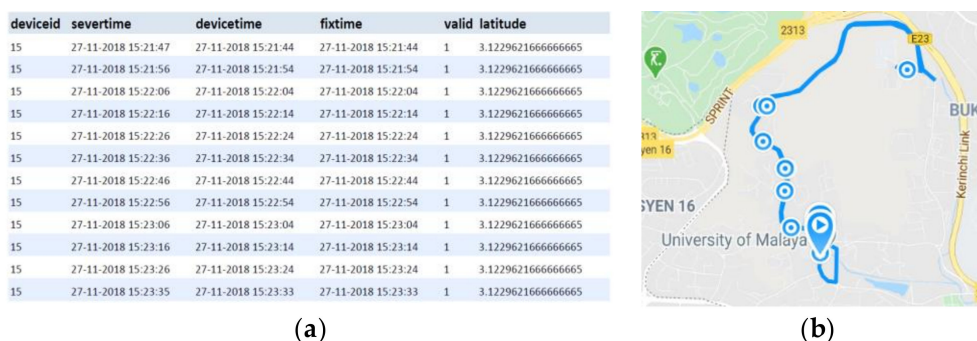 deviceid severtime devicetime fixtime valid latitude
15 27-11-2018 15:21:47 27-11-2018 15:21:44 27-11-2018 15:21:44 1 3.1229621666666665
15 27-11-2018 15:21:56 27-11-2018 15:21:54 27-11-2018 15:21:54 1 3.1229621666666665
15 27-11-2018 15:22:06 27-11-2018 15:22:04 27-11-2018 15:22:04 1 3.1229621666666665
15 27-11-2018 15:22:16 27-11-2018 15:22:14 27-11-2018 15:22:14 1 3.1229621666666665
15 27-11-2018 15:22:26 27-11-2018 15:22:24 27-11-2018 15:22:24 1 3.1229621666666665
15 27-11-2018 15:22:36 27-11-2018 15:22:34 27-11-2018 15:22:34 1 3.1229621666666665
15 27-11-2018 15:22:46 27-11-2018 15:22:44 27-11-2018 15:22:44 1 3.1229621666666665
15 27-11-2018 15:22:56 27-11-2018 15:22:54 27-11-2018 15:22:54 1 3.1229621666666665
15 27-11-2018 15:23:06 27-11-2018 15:23:04 27-11-2018 15:23:04 1 3.1229621666666665
15 27-11-2018 15:23:16 27-11-2018 15:23:14 27-11-2018 15:23:14 1 3.1229621666666665
15 27-11-2018 15:23:26 27-11-2018 15:23:24 27-11-2018 15:23:24 1 3.1229621666666665
15 27-11-2018 15:23:35 27-11-2018 15:23:33 27-11-2018 15:23:33 1 3.1229621666666665
(a)
2313
E23
SPRINT
BUK
313
yen 16
Kerinchi Link
SYEN 16
University of Malaya
(b)